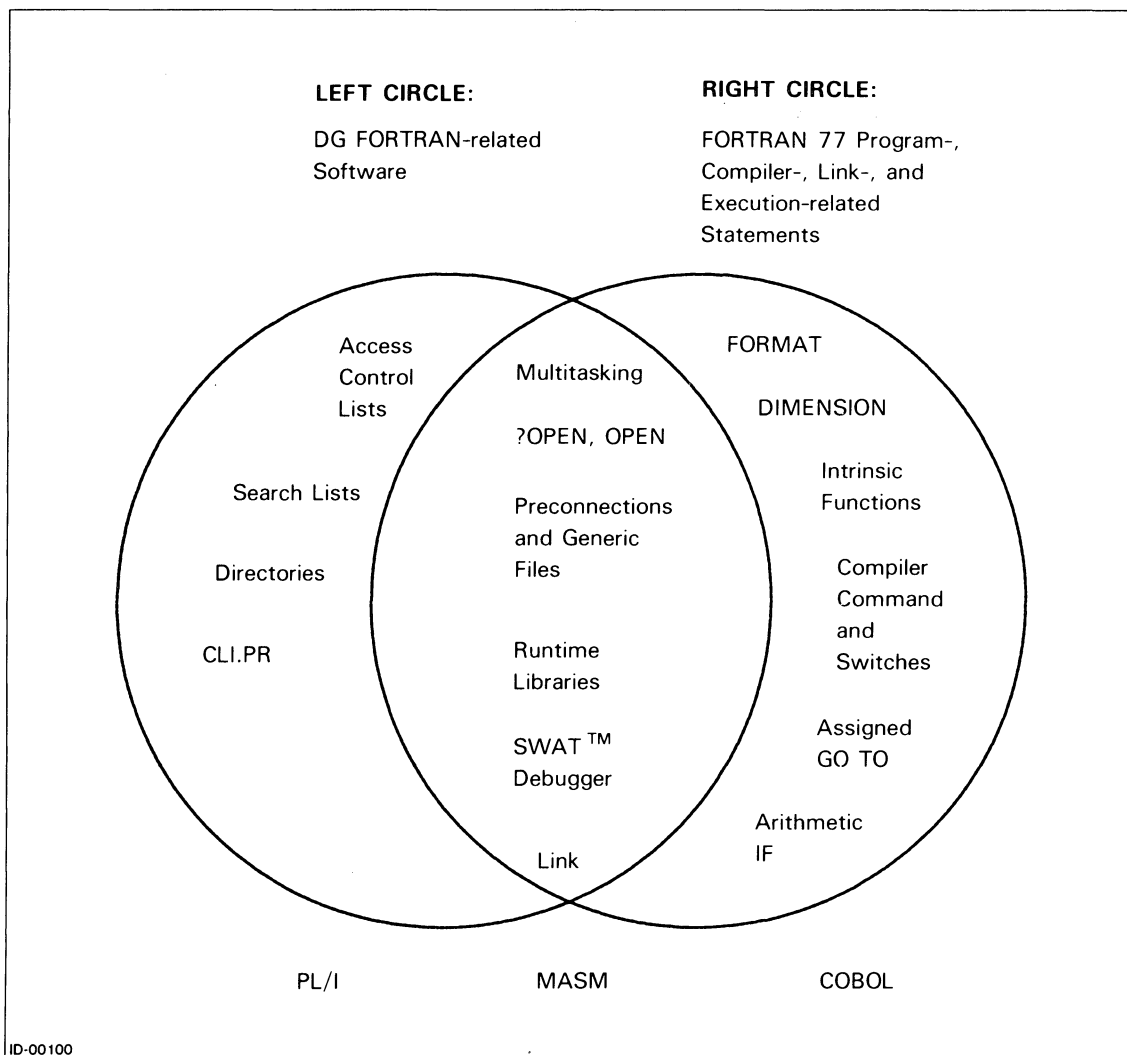 LEFT CIRCLE:
DG FORTRAN-related
Software
RIGHT CIRCLE:
FORTRAN 77 Program-,
Compiler-, Link-, and
Execution-related
Statements
Access
Control
Lists
Search Lists
Directories
CLI.PR
Multitasking
?OPEN, OPEN
Preconnections
and Generic
Files
Runtime
Libraries
SWAT™
Debugger
Link
FORMAT
DIMENSION
Intrinsic
Functions
Compiler
Command
and
Switches
Assigned
GO TO
Arithmetic
IF
PL/I
MASM
COBOL
ID-00100